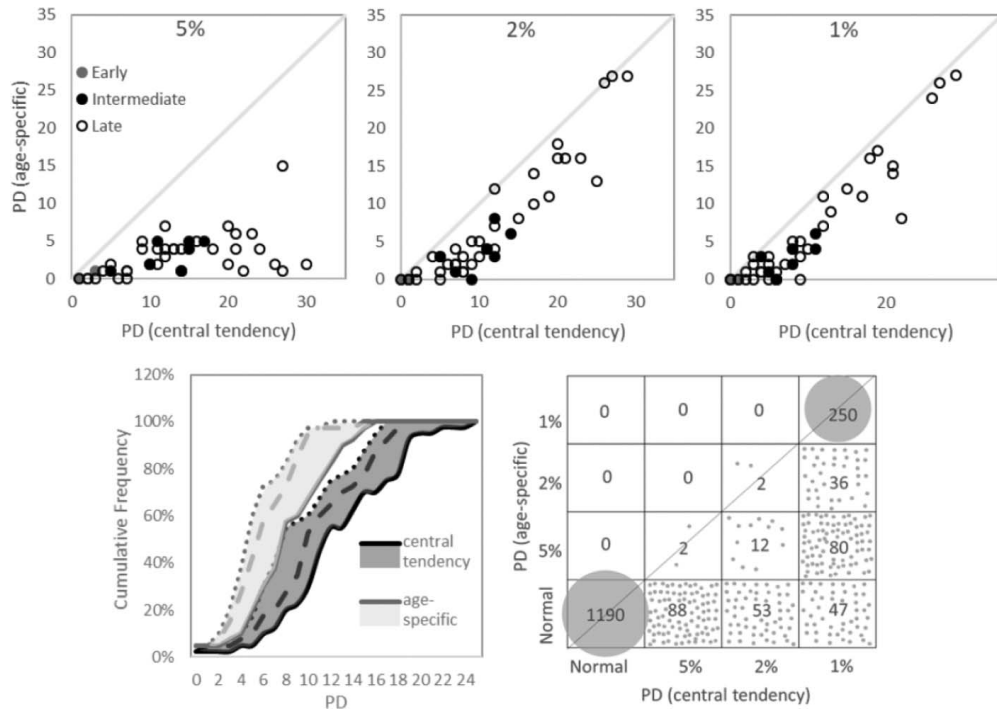 5%
2%
1%
35
30
25
20
15
10
5
0
Early
Intermediate
Late
PD (age-specific)
0
10
20
30
PD (central tendency)
35
30
25
20
15
10
5
0
0
10
20
30
PD (central tendency)
35
30
25
20
15
10
5
0
0
20
PD (central tendency)
120%
100%
80%
60%
40%
20%
0%
Cumulative Frequency
central
tendency
age-
specific
0 2 4 6 8 10 12 14 16 18 20 22 24
PD
1%
2%
5%
Normal
PD (age-specific)
0 0 0 250
0 0 2 36
0 2 12 80
1190 88 53 47
Normal 5% 2% 1%
PD (central tendency)